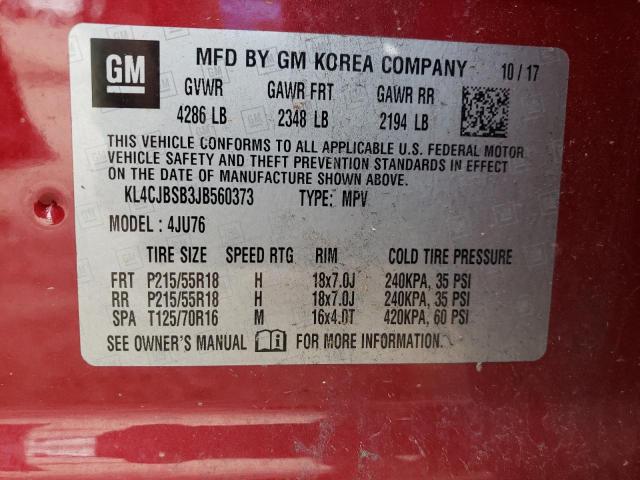 GM MFD BY GM KOREA COMPANY 10/17
GVWR GAWR FRT GAWR RR
4286 LB 2348 LB 2194 LB
THIS VEHICLE CONFORMS TO ALL APPLICABLE U.S. FEDERAL MOTOR
VEHICLE SAFETY AND THEFT PREVENTION STANDARDS IN EFFECT
ON THE DATE OF MANUFACTURE SHOWN ABOVE.
KL4CJBSB3JB560373 TYPE: MPV
MODEL: 4JU76
TIRE SIZE SPEED RTG RIM COLD TIRE PRESSURE
FRT P215/55R18 H 18x7.0J 240KPA, 35 PSI
RR P215/55R18 H 18x7.0J 240KPA, 35 PSI
SPA T125/70R16 M 16x4.0T 420KPA, 60 PSI
SEE OWNER'S MANUAL FOR MORE INFORMATION.